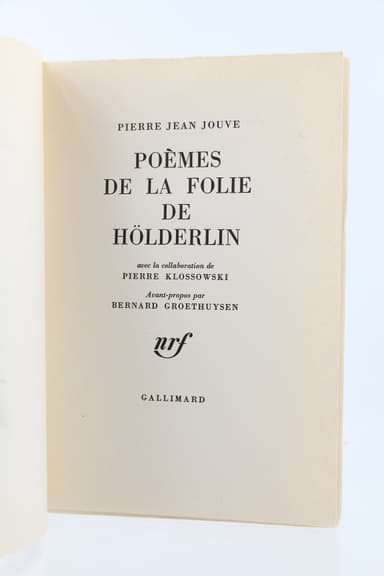 PIERRE JEAN JOUVE
POÈMES
DE LA FOLIE
DE
HÖLDERLIN
avec la collaboration de
PIERRE KLOSSOWSKI
Avant-propos par
BERNARD GROETHUYSEN
nrf
GALLIMARD